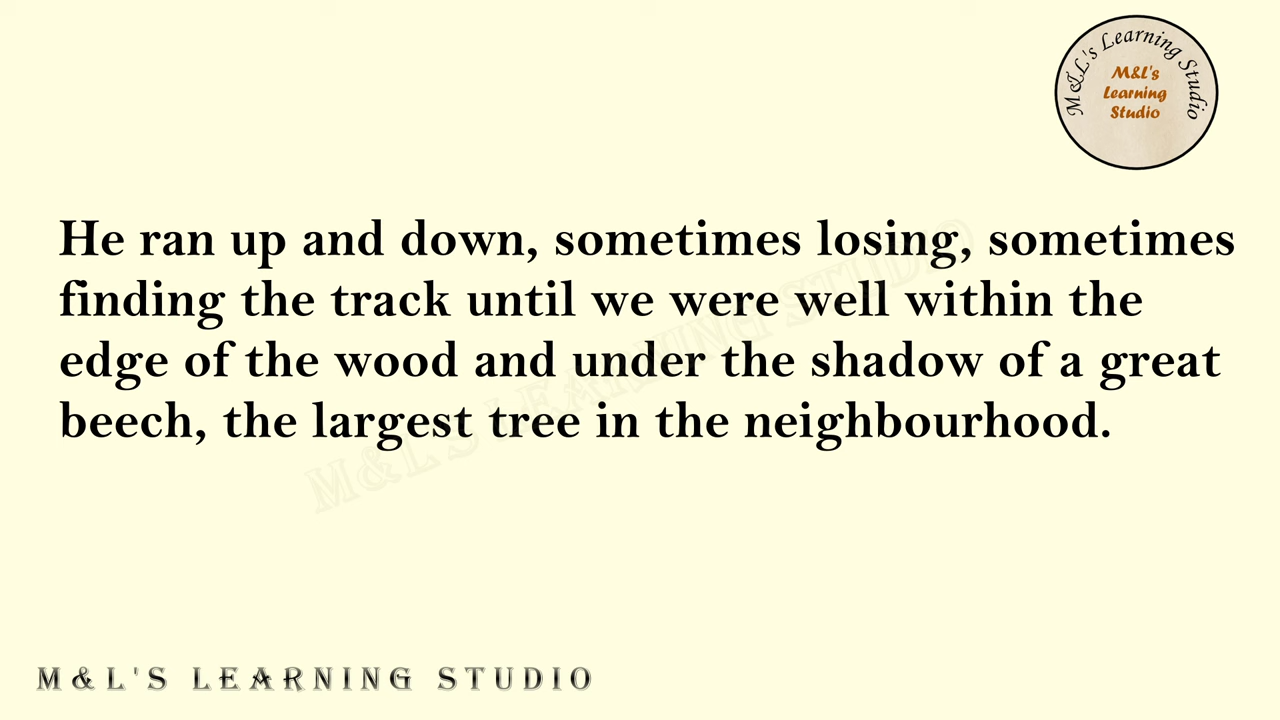 M&L's Learning Studio
M&L's
Learning
Studio
He ran up and down, sometimes losing, sometimes
finding the track until we were well within the
edge of the wood and under the shadow of a great
beech, the largest tree in the neighbourhood.
M&L'S LEARNING STUDIO
M&L'S LEARNING STUDIO